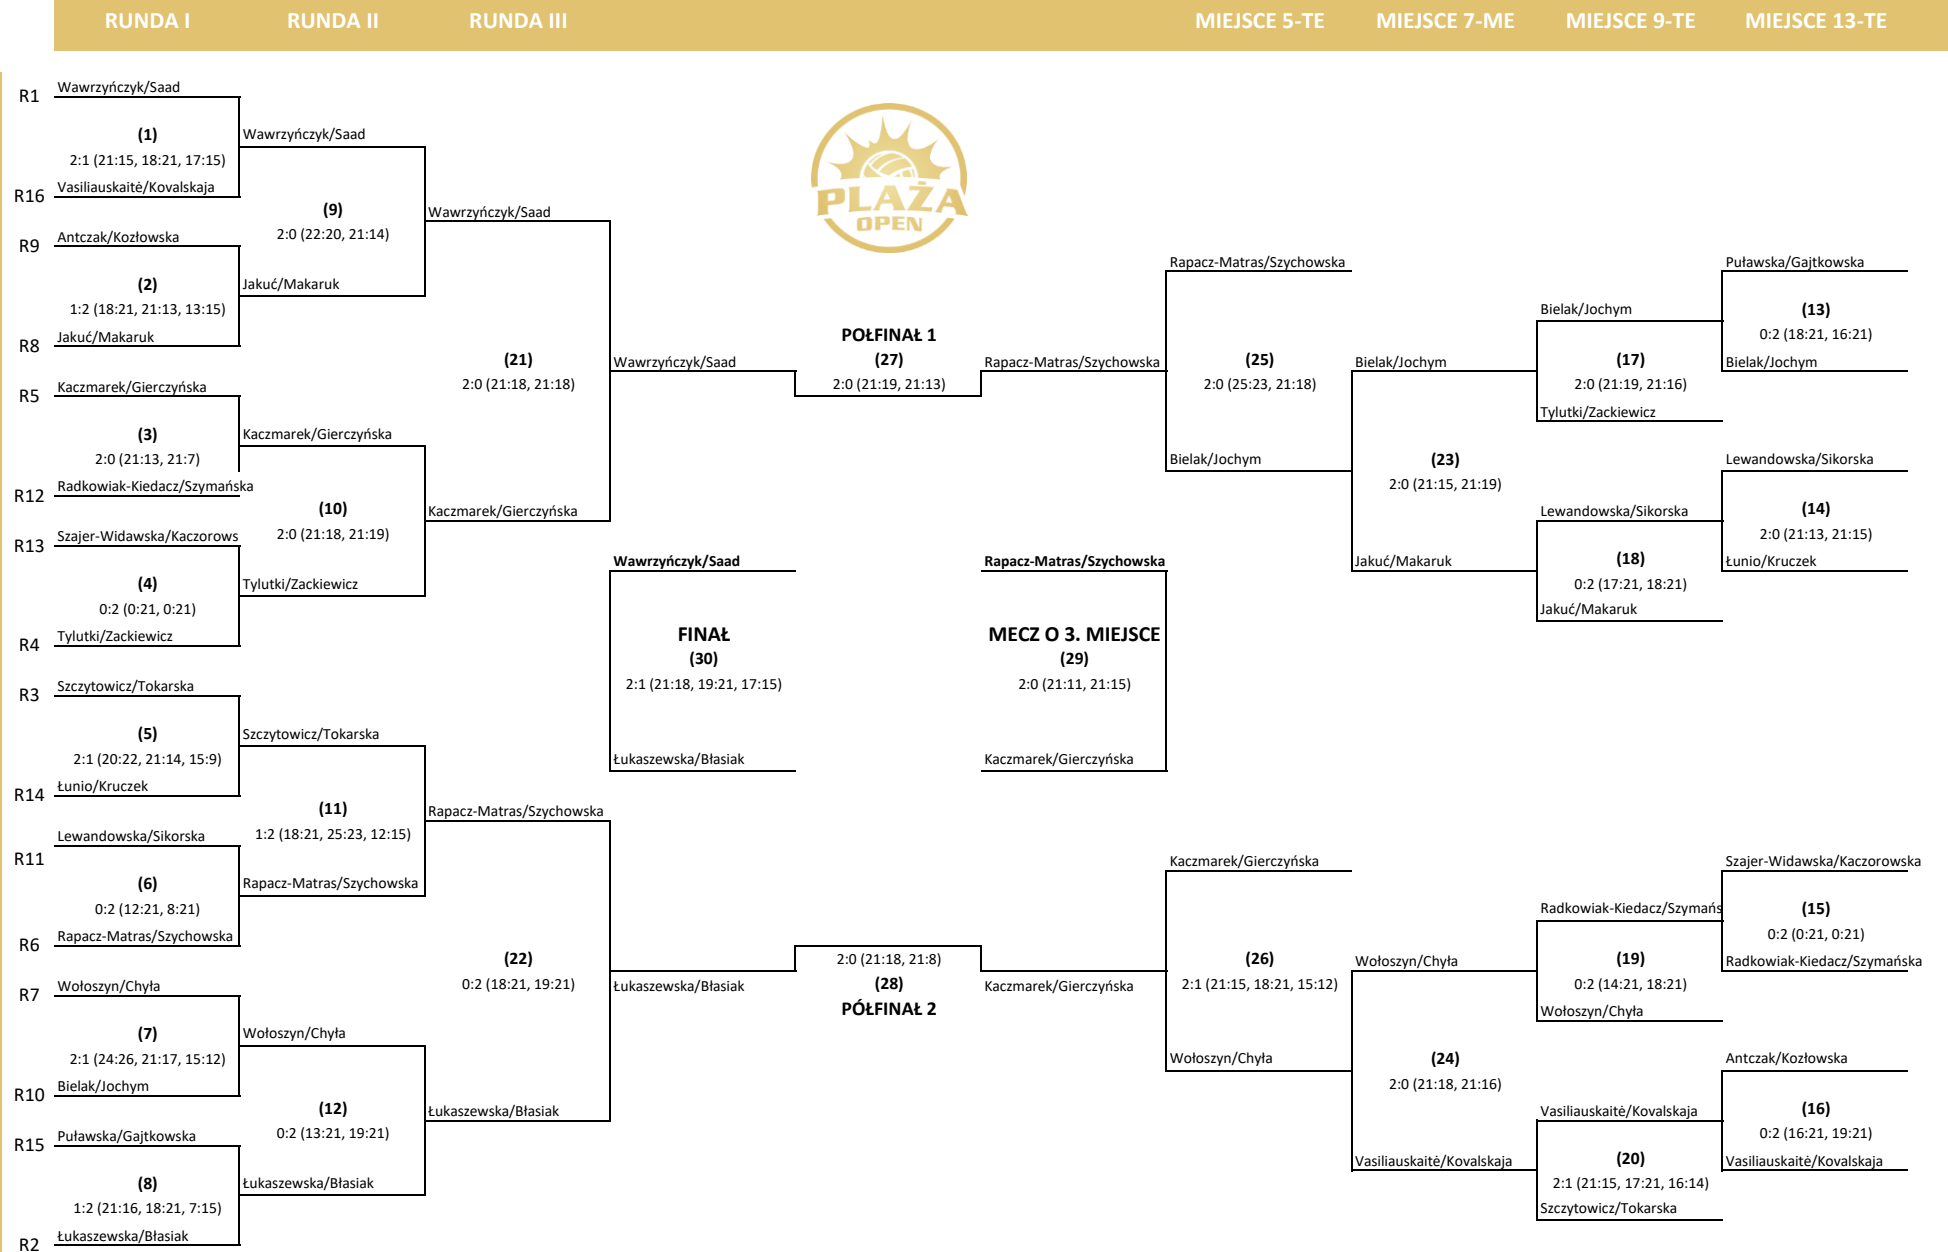 RUNDA I RUNDA II RUNDA III MIEJSCE 5-TE MIEJSCE 7-ME MIEJSCE 9-TE MIEJSCE 13-TE
R1 Wawrzyńczyk/Saad
(1)
2:1 (21:15, 18:21, 17:15)
R16 Vasiliauskaitė/Kovalskaja
R9 Antczak/Kozłowska
(2)
1:2 (18:21, 21:13, 13:15)
R8 Jakuć/Makaruk
R5 Kaczmarek/Gierczyńska
(3)
2:0 (21:13, 21:7)
R12 Radkowiak-Kiedacz/Szymańska
R13 Szajer-Widawska/Kaczorows
(4)
0:2 (0:21, 0:21)
R4 Tylutki/Zackiewicz
R3 Szczytowicz/Tokarska
(5)
2:1 (20:22, 21:14, 15:9)
R14 Łunio/Kruczek
R11 Lewandowska/Sikorska
(6)
0:2 (12:21, 8:21)
R6 Rapacz-Matras/Szychowska
R7 Wołoszyn/Chyła
(7)
2:1 (24:26, 21:17, 15:12)
R10 Bielak/Jochym
R15 Puławska/Gajtkowska
(8)
1:2 (21:16, 18:21, 7:15)
R2 Łukaszewska/Błasiak
Wawrzyńczyk/Saad
(9)
2:0 (22:20, 21:14)
Jakuć/Makaruk
Kaczmarek/Gierczyńska
(10)
2:0 (21:18, 21:19)
Tylutki/Zackiewicz
Szczytowicz/Tokarska
(11)
1:2 (18:21, 25:23, 12:15)
Rapacz-Matras/Szychowska
Wołoszyn/Chyła
(12)
0:2 (13:21, 19:21)
Łukaszewska/Błasiak
Wawrzyńczyk/Saad
(21)
2:0 (21:18, 21:18)
Kaczmarek/Gierczyńska
Rapacz-Matras/Szychowska
(22)
0:2 (18:21, 19:21)
Łukaszewska/Błasiak
PLAŻA
OPEN
Wawrzyńczyk/Saad
POŁFINAŁ 1
(27)
2:0 (21:19, 21:13)
Rapacz-Matras/Szychowska
Wawrzyńczyk/Saad
FINAŁ
(30)
2:1 (21:18, 19:21, 17:15)
Łukaszewska/Błasiak
Rapacz-Matras/Szychowska
MECZ O 3. MIEJSCE
(29)
2:0 (21:11, 21:15)
Kaczmarek/Gierczyńska
Łukaszewska/Błasiak
2:0 (21:18, 21:8)
(28)
PÓŁFINAŁ 2
Kaczmarek/Gierczyńska
Rapacz-Matras/Szychowska
(25)
2:0 (25:23, 21:18)
Bielak/Jochym
Kaczmarek/Gierczyńska
(26)
2:1 (21:15, 18:21, 15:12)
Wołoszyn/Chyła
Bielak/Jochym
(23)
2:0 (21:15, 21:19)
Jakuć/Makaruk
Wołoszyn/Chyła
(24)
2:0 (21:18, 21:16)
Vasiliauskaitė/Kovalskaja
Bielak/Jochym
(17)
2:0 (21:19, 21:16)
Tylutki/Zackiewicz
Lewandowska/Sikorska
(18)
0:2 (17:21, 18:21)
Jakuć/Makaruk
Radkowiak-Kiedacz/Szymańs
(19)
0:2 (14:21, 18:21)
Wołoszyn/Chyła
Vasiliauskaitė/Kovalskaja
(20)
2:1 (21:15, 17:21, 16:14)
Szczytowicz/Tokarska
Puławska/Gajtkowska
(13)
0:2 (18:21, 16:21)
Bielak/Jochym
Lewandowska/Sikorska
(14)
2:0 (21:13, 21:15)
Łunio/Kruczek
Szajer-Widawska/Kaczorowska
(15)
0:2 (0:21, 0:21)
Radkowiak-Kiedacz/Szymańska
Antczak/Kozłowska
(16)
0:2 (16:21, 19:21)
Vasiliauskaitė/Kovalskaja